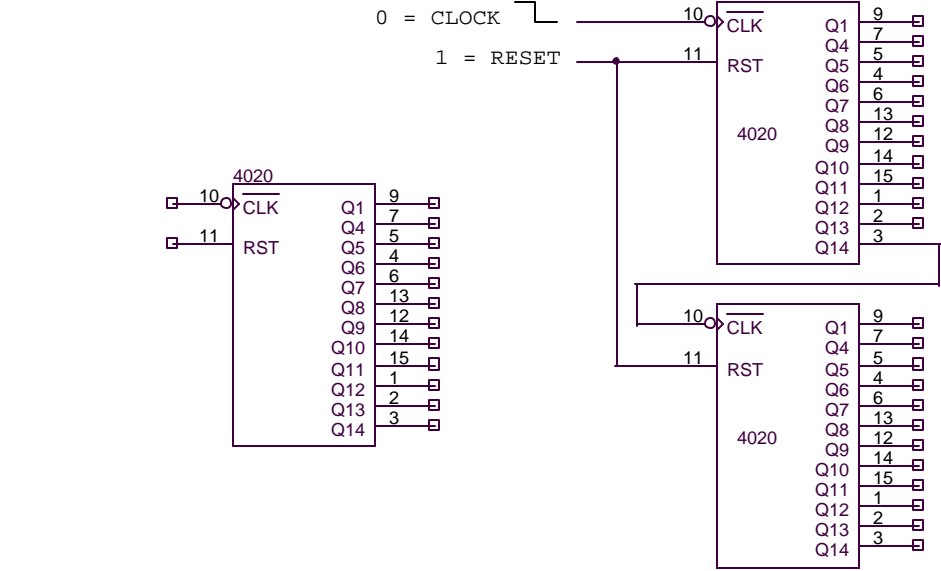 0 = CLOCK
1 = RESET
10
CLK
11
RST
4020
Q1 9
Q4 7
Q5 5
Q6 4
Q7 6
Q8 13
Q9 12
Q10 14
Q11 15
Q12 1
Q13 2
Q14 3
4020
10
CLK
11
RST
Q1 9
Q4 7
Q5 5
Q6 4
Q7 6
Q8 13
Q9 12
Q10 14
Q11 15
Q12 1
Q13 2
Q14 3
10
CLK
11
RST
4020
Q1 9
Q4 7
Q5 5
Q6 4
Q7 6
Q8 13
Q9 12
Q10 14
Q11 15
Q12 1
Q13 2
Q14 3